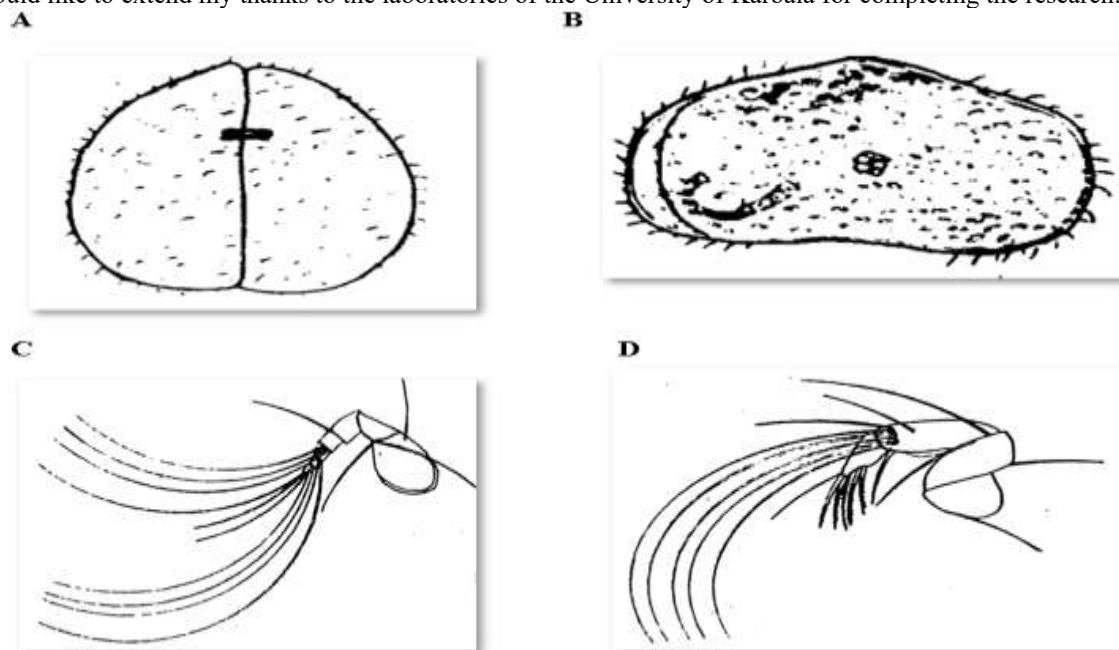 ould like to extend my thanks to the laboratories of the University of Karbala for completing the research.
A
B
C
D